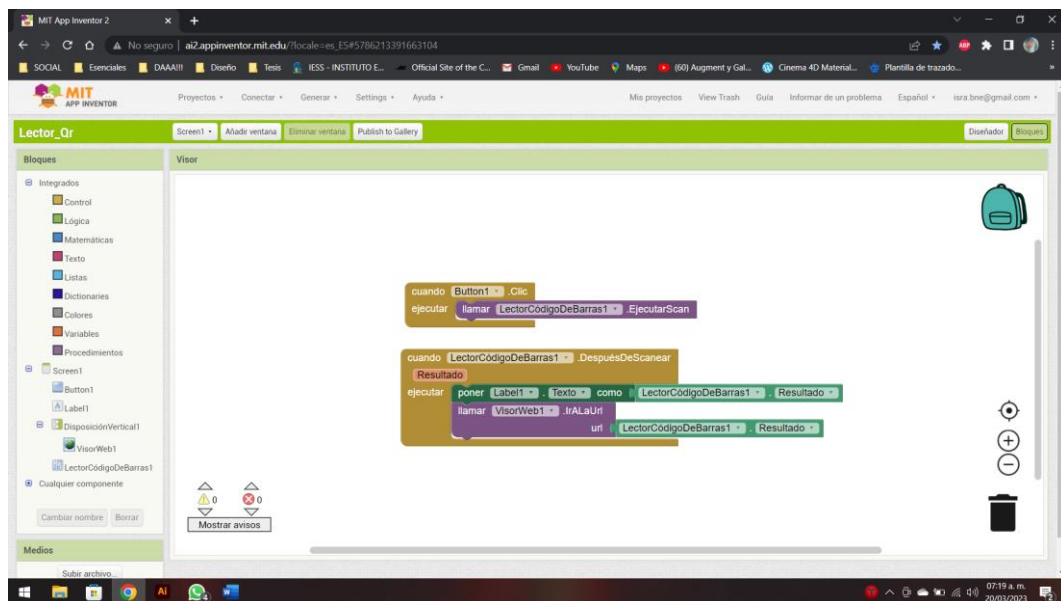 MIT App Inventor 2
No seguro | ai2.appinventor.mit.edu/?locale=es_ES#5786213391663104
SOCIAL Esenciales DAAA!!! Diseño Tesis IESS - INSTITUTO E... Official Site of the C... Gmail YouTube Maps (60) Augment y Gal... Cinema 4D Material... Plantilla de trazado...
MIT APP INVENTOR Proyectos Conectar Generar Settings Ayuda Mis proyectos View Trash Guía Informar de un problema Español isra.bne@gmail.com
Lector_Qr Screen1 Añadir ventana Eliminar ventana Publish to Gallery Diseñador Bloques
Bloques Visor
Integrados
Control
Lógica
Matemáticas
Texto
Listas
Dictionaries
Colores
Variables
Procedimientos
Screen1
Button1
Label1
DisposiciónVertical1
VisorWeb1
LectorCódigoDeBarras1
Cualquier componente
Cambiar nombre Borrar
Medios
Subir archivo...
cuando Button1 .Clic
ejecutar llamar LectorCódigoDeBarras1 .EjecutarScan
cuando LectorCódigoDeBarras1 .DespuésDeScanear
Resultado
ejecutar poner Label1 . Texto como LectorCódigoDeBarras1 . Resultado
llamar VisorWeb1 .IrALaUrl
url LectorCódigoDeBarras1 . Resultado
0 0
Mostrar avisos
07:19 a. m.
20/03/2023